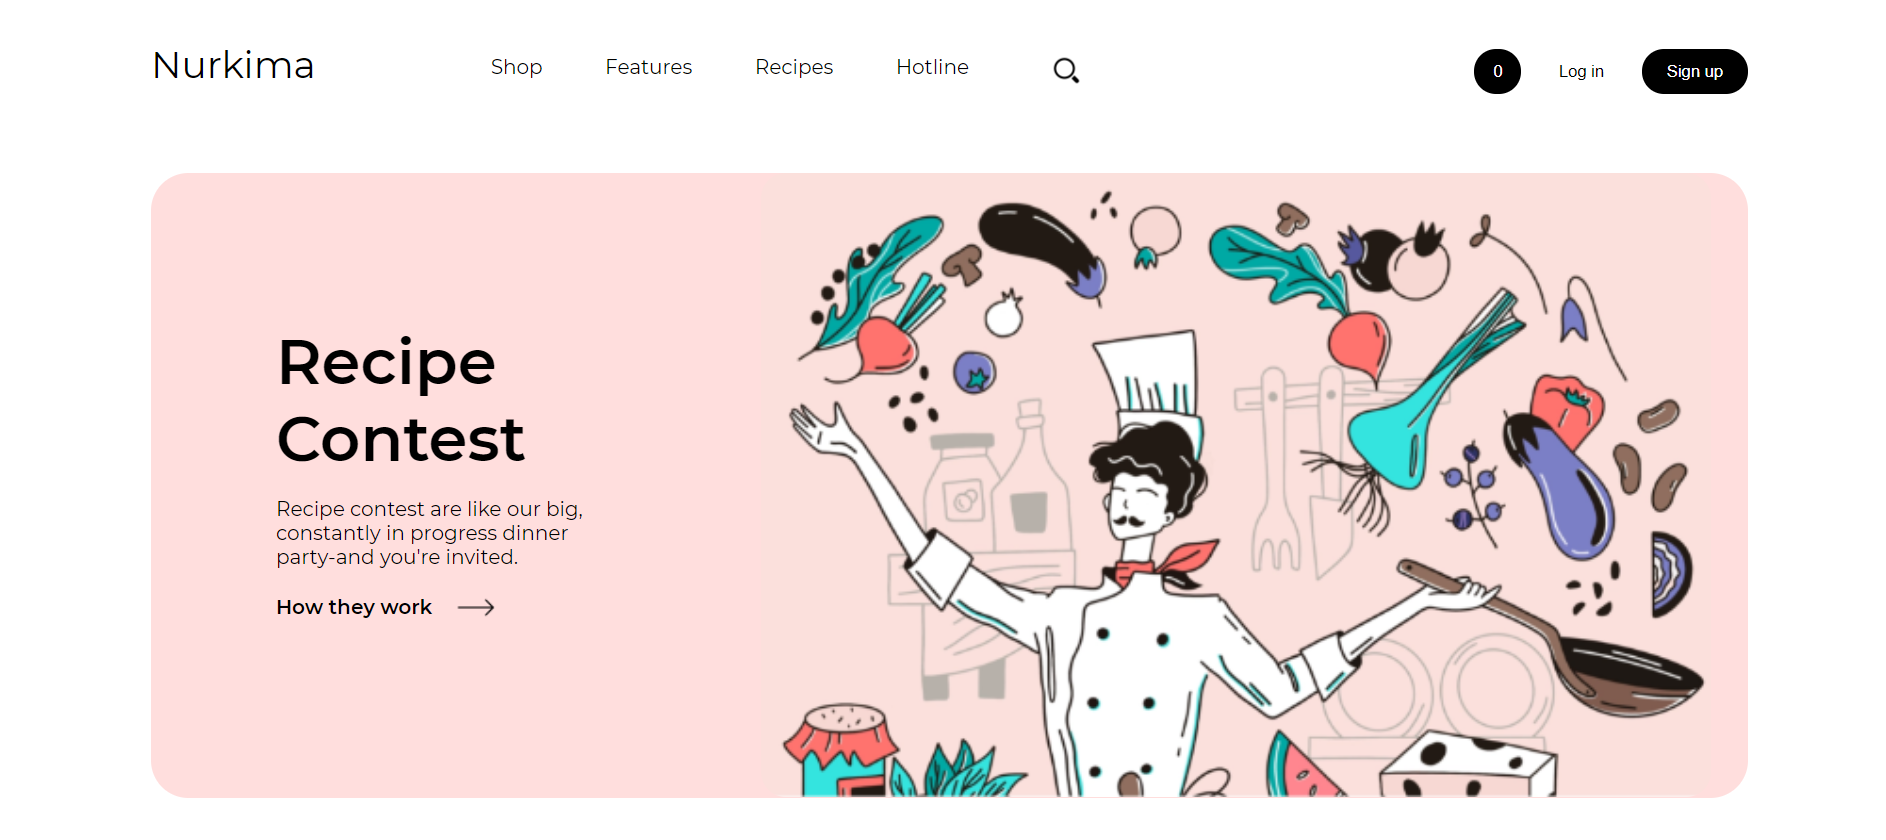 Nurkima
Shop
Features
Recipes
Hotline
0
Log in
Sign up
Recipe
Contest
Recipe contest are like our big,
constantly in progress dinner
party-and you're invited.
How they work